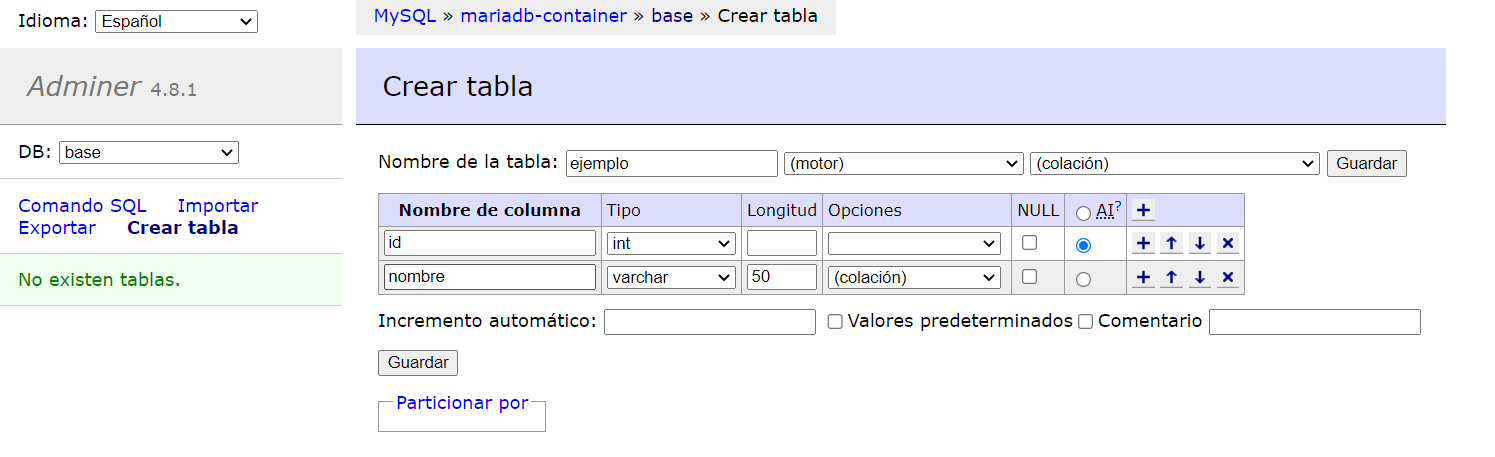 Idioma: Español
MySQL » mariadb-container » base » Crear tabla
Adminer 4.8.1
Crear tabla
DB: base
Comando SQL Importar
Exportar Crear tabla
No existen tablas.
Nombre de la tabla: ejemplo (motor) (colación) Guardar
Nombre de columna Tipo Longitud Opciones NULL AI?
id int
nombre varchar 50 (colación)
Incremento automático: Valores predeterminados Comentario
Guardar
Particionar por